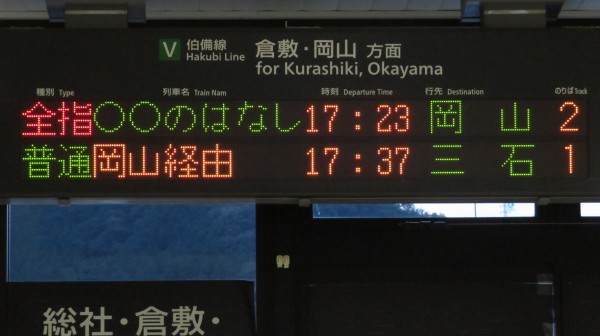 V 伯備線 倉敷・岡山 方面
Hakubi Line for Kurashiki, Okayama
種別 Type 列車名 Train Nam 時刻 Departure Time 行先 Destination のりば Track
全指 ○○のはなし 17:23 岡山 2
普通 岡山経由 17:37 三石 1
総社・倉敷・